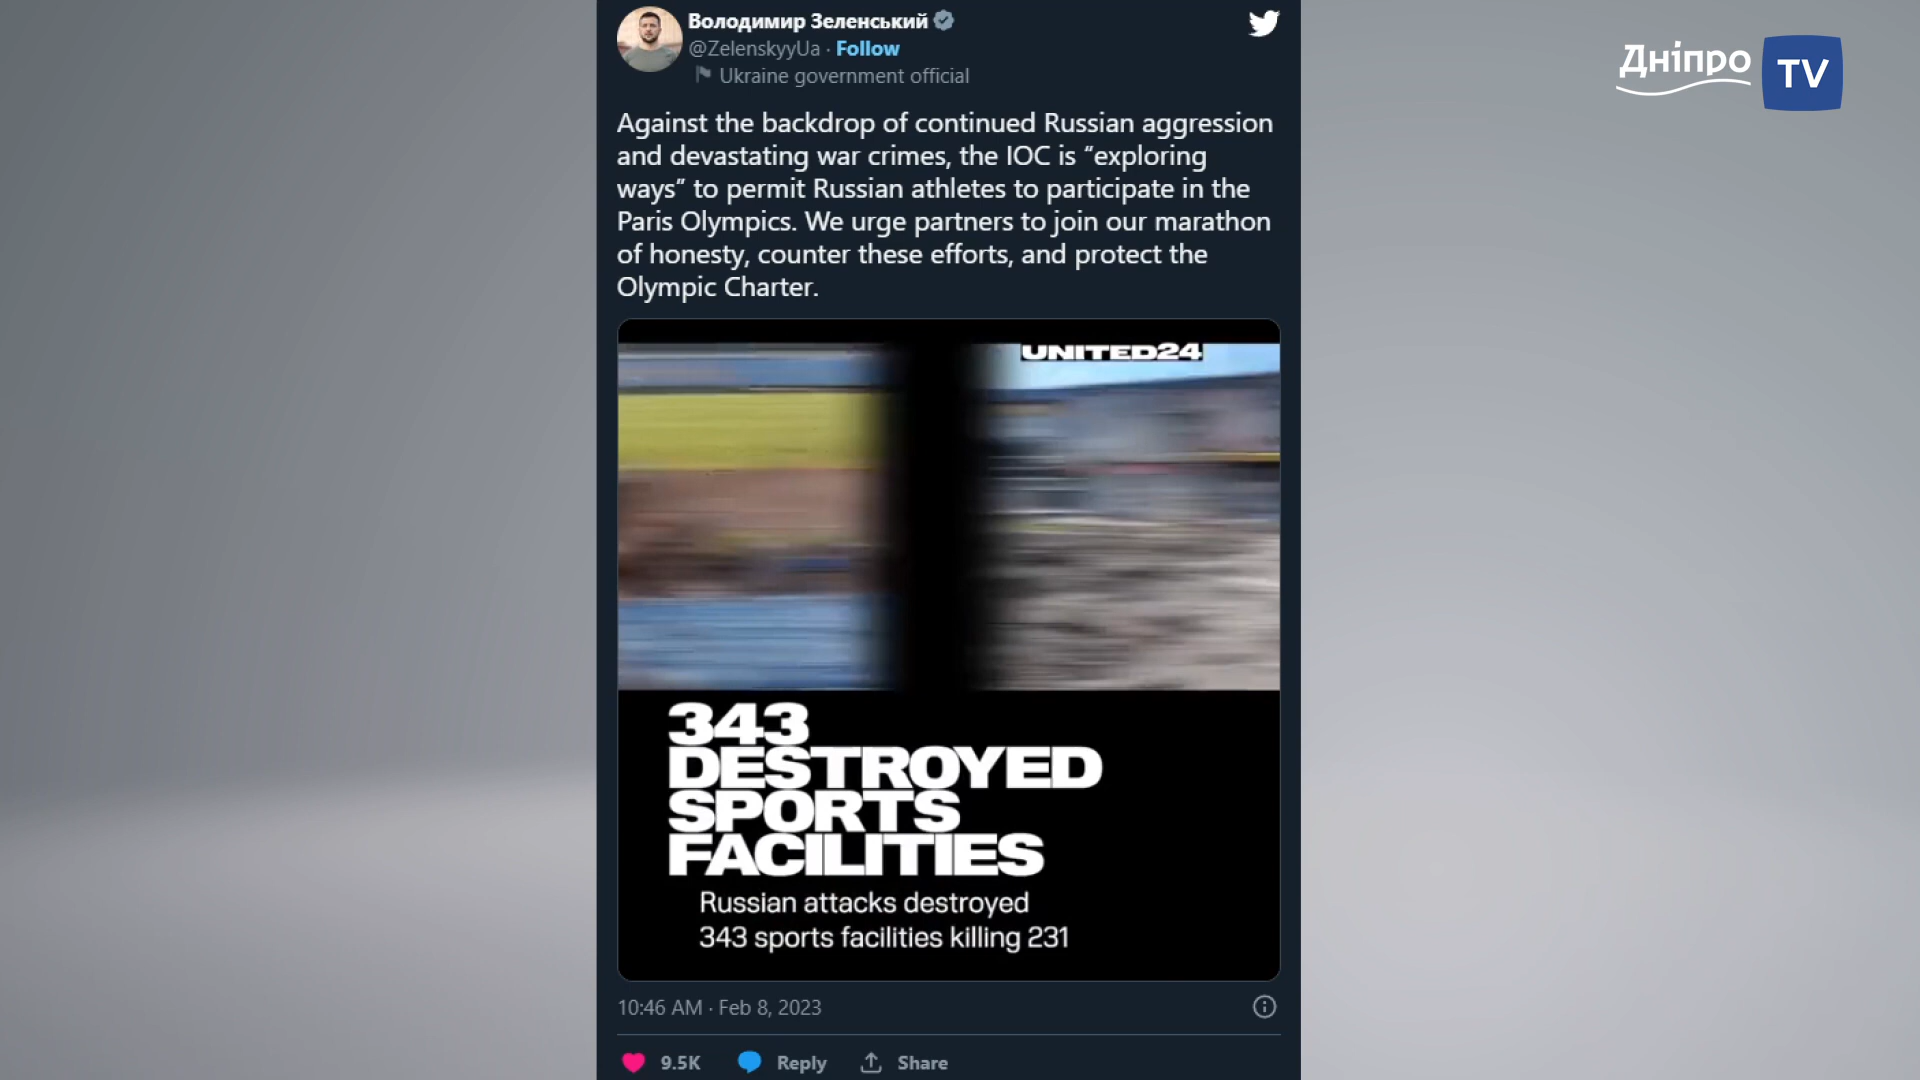 Володимир Зеленський
@ZelenskyyUa · Follow
Ukraine government official
Дніпро TV
Against the backdrop of continued Russian aggression
and devastating war crimes, the IOC is “exploring
ways” to permit Russian athletes to participate in the
Paris Olympics. We urge partners to join our marathon
of honesty, counter these efforts, and protect the
Olympic Charter.
UNITED24
343
DESTROYED
SPORTS
FACILITIES
Russian attacks destroyed
343 sports facilities killing 231
10:46 AM · Feb 8, 2023
9.5K Reply Share